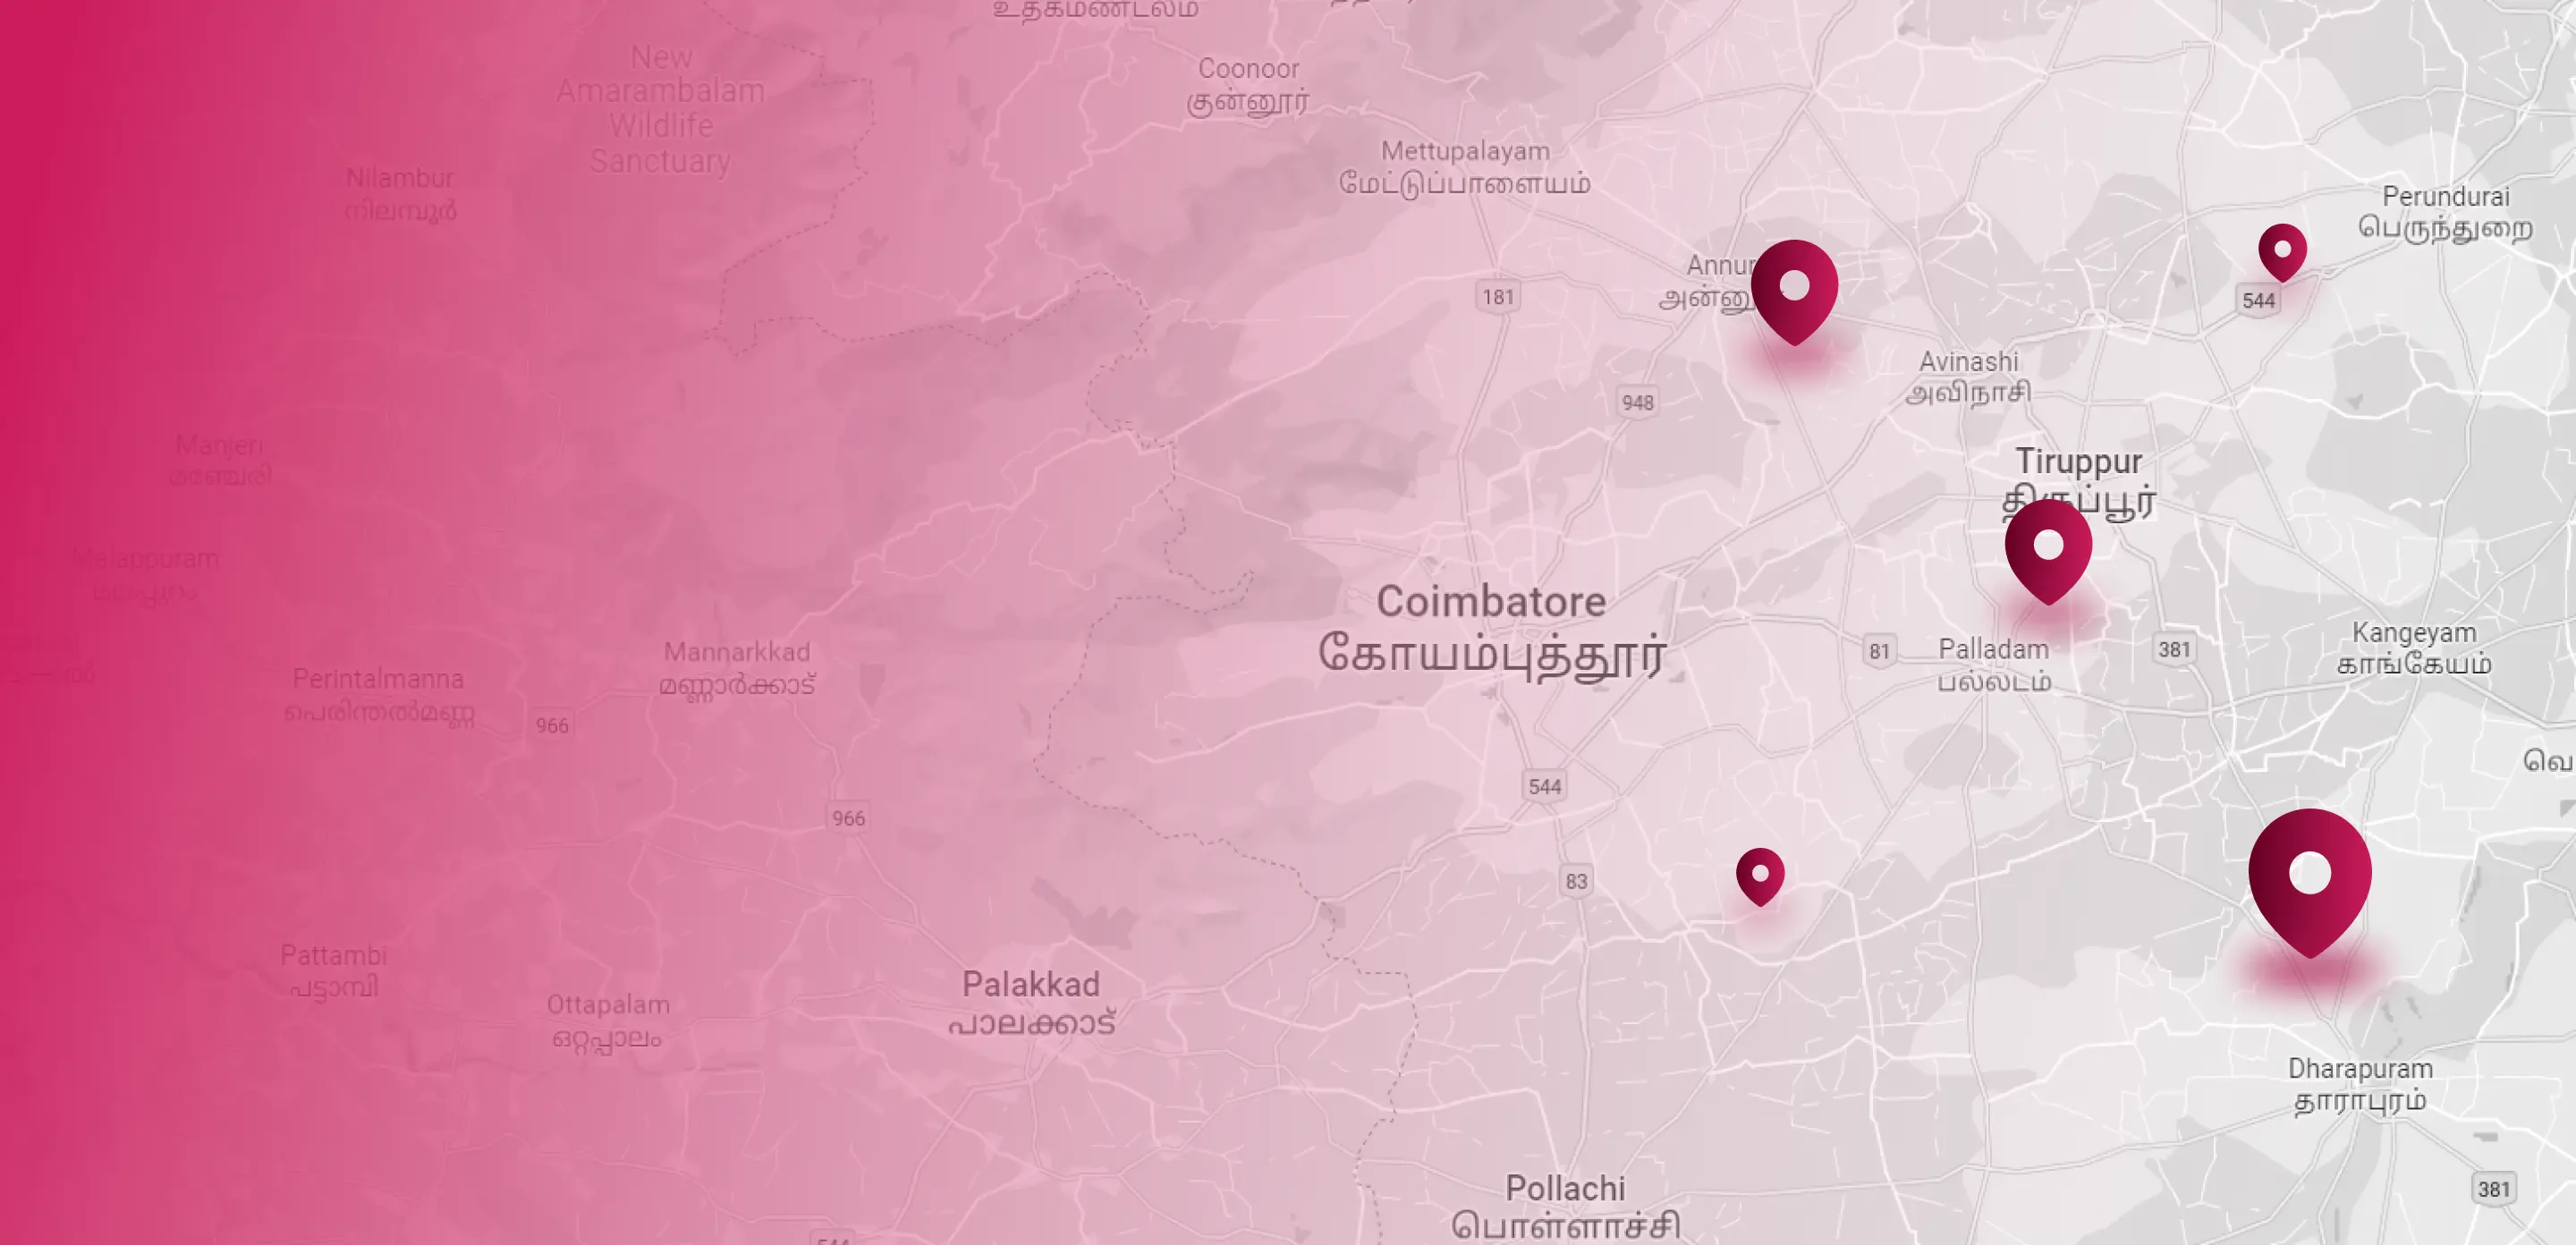 உதகமண்டலம்
New
Amarambalam
Wildlife
Sanctuary
Coonoor
குன்னூர்
Mettupalayam
மேட்டுப்பாளையம்
Nilambur
നിലമ്പൂർ
Perundurai
பெருந்துறை
Annur
181
544
948
Avinashi
அவிநாசி
Manjeri
മഞ്ചേരി
Tiruppur
திருப்பூர்
Malappuram
മലപ്പുറം
Coimbatore
கோயம்புத்தூர்
Mannarkkad
മണ്ണാർക്കാട്
81
Palladam
பல்லடம்
381
Kangeyam
காங்கேயம்
Perintalmanna
പെരിന്തൽമണ്ണ
966
544
966
83
Pattambi
പട്ടാമ്പി
Palakkad
പാലക്കാട്
Ottapalam
ഒറ്റപ്പാലം
Dharapuram
தாராபுரம்
Pollachi
பொள்ளாச்சி
381
544